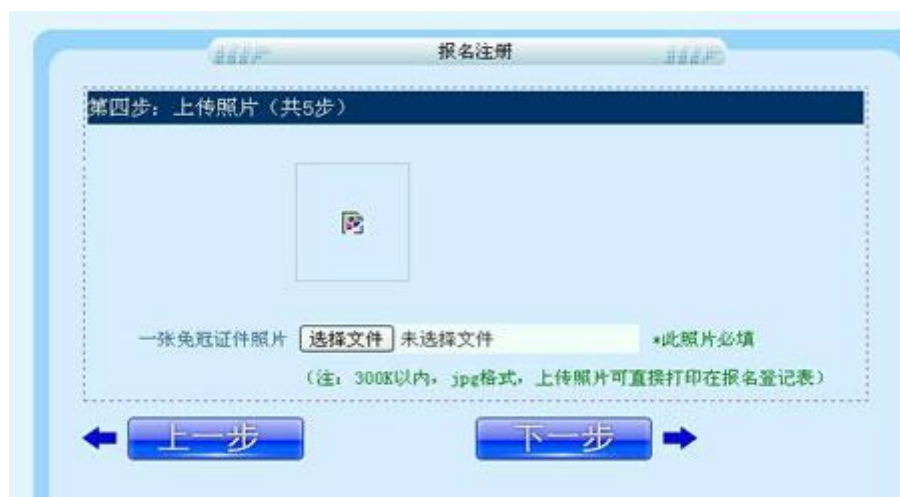 报名注册
第四步：上传照片（共5步）
一张免冠证件照片 选择文件 未选择文件 *此照片必填
（注：300K以内，jpg格式，上传照片可直接打印在报名登记表）
上一步 下一步